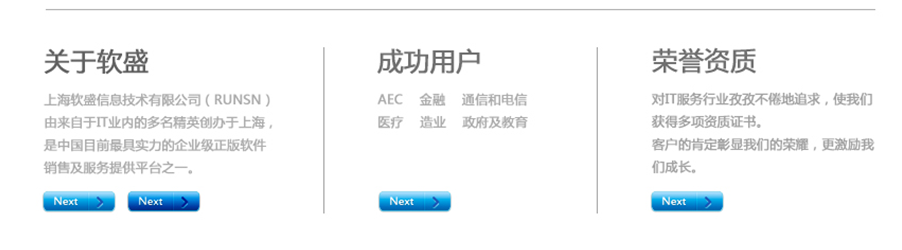 关于软盛
上海软盛信息技术有限公司（RUNSN）
由来自于IT业内的多名精英创办于上海，
是中国目前最具实力的企业级正版软件
销售及服务提供平台之一。
Next
Next
成功用户
AEC 金融 通信和电信
医疗 造业 政府及教育
Next
荣誉资质
对IT服务行业孜孜不倦地追求，使我们
获得多项资质证书。
客户的肯定彰显我们的荣耀，更激励我
们成长。
Next